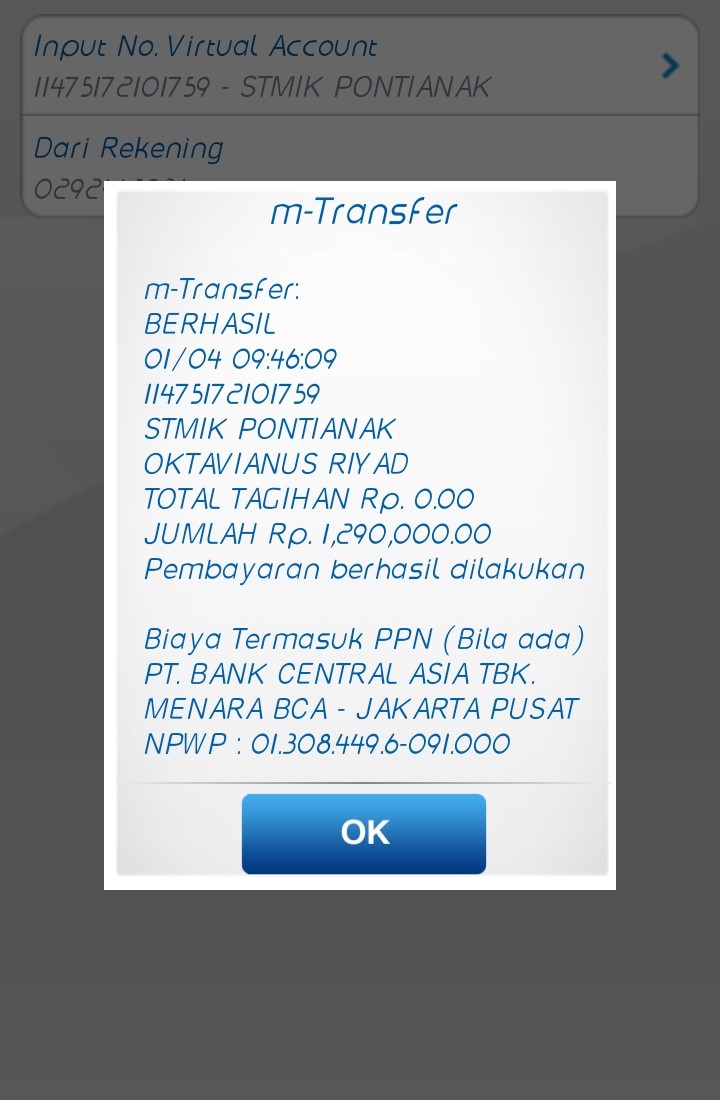 Input No. Virtual Account
11475172101759 - STMIK PONTIANAK
Dari Rekening
m-Transfer
m-Transfer:
BERHASIL
01/04 09:46:09
11475172101759
STMIK PONTIANAK
OKTAVIANUS RIYAD
TOTAL TAGIHAN Rp. 0.00
JUMLAH Rp. 1,290,000.00
Pembayaran berhasil dilakukan
Biaya Termasuk PPN (Bila ada)
PT. BANK CENTRAL ASIA TBK.
MENARA BCA - JAKARTA PUSAT
NPWP : 01.308.449.6-091.000
OK